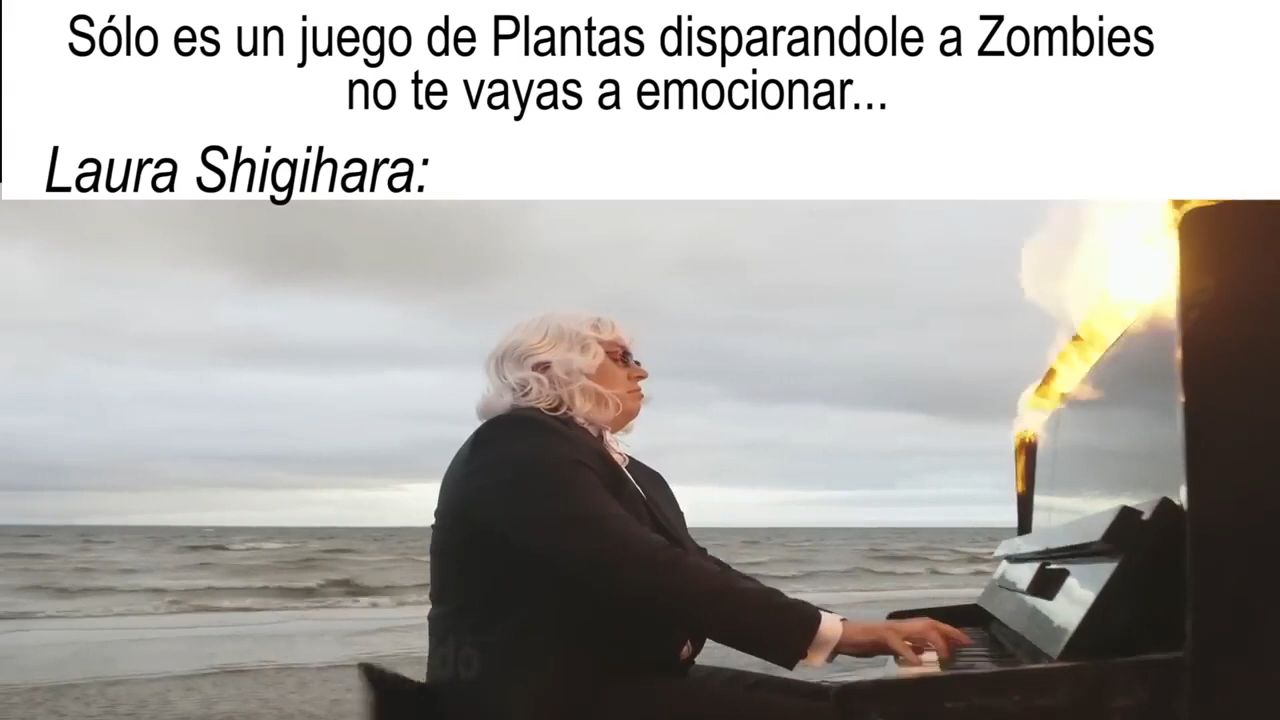 Sólo es un juego de Plantas disparandole a Zombies
no te vayas a emocionar...
Laura Shigihara: